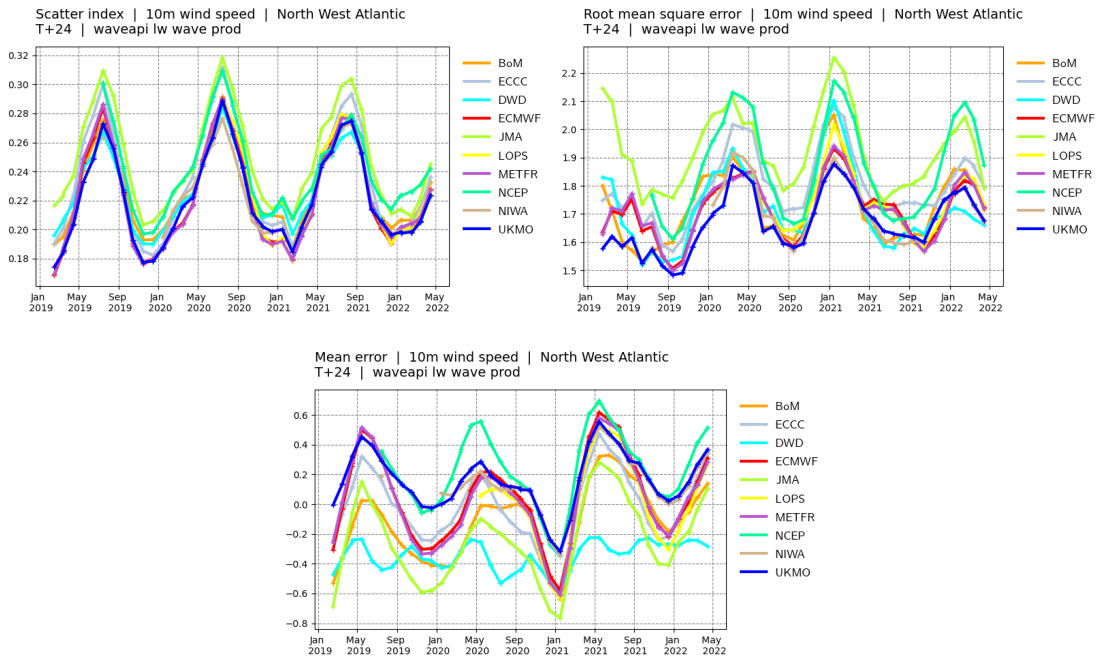 Scatter index | 10m wind speed | North West Atlantic
T+24 | waveapi lw wave prod
0.32
0.30
0.28
0.26
0.24
0.22
0.20
0.18
Jan 2019
May 2019
Sep 2019
Jan 2020
May 2020
Sep 2020
Jan 2021
May 2021
Sep 2021
Jan 2022
May 2022
BoM
ECCC
DWD
ECMWF
JMA
LOPS
METFR
NCEP
NIWA
UKMO
Root mean square error | 10m wind speed | North West Atlantic
T+24 | waveapi lw wave prod
2.2
2.1
2.0
1.9
1.8
1.7
1.6
1.5
Jan 2019
May 2019
Sep 2019
Jan 2020
May 2020
Sep 2020
Jan 2021
May 2021
Sep 2021
Jan 2022
May 2022
BoM
ECCC
DWD
ECMWF
JMA
LOPS
METFR
NCEP
NIWA
UKMO
Mean error | 10m wind speed | North West Atlantic
T+24 | waveapi lw wave prod
0.6
0.4
0.2
0.0
−0.2
−0.4
−0.6
−0.8
Jan 2019
May 2019
Sep 2019
Jan 2020
May 2020
Sep 2020
Jan 2021
May 2021
Sep 2021
Jan 2022
May 2022
BoM
ECCC
DWD
ECMWF
JMA
LOPS
METFR
NCEP
NIWA
UKMO